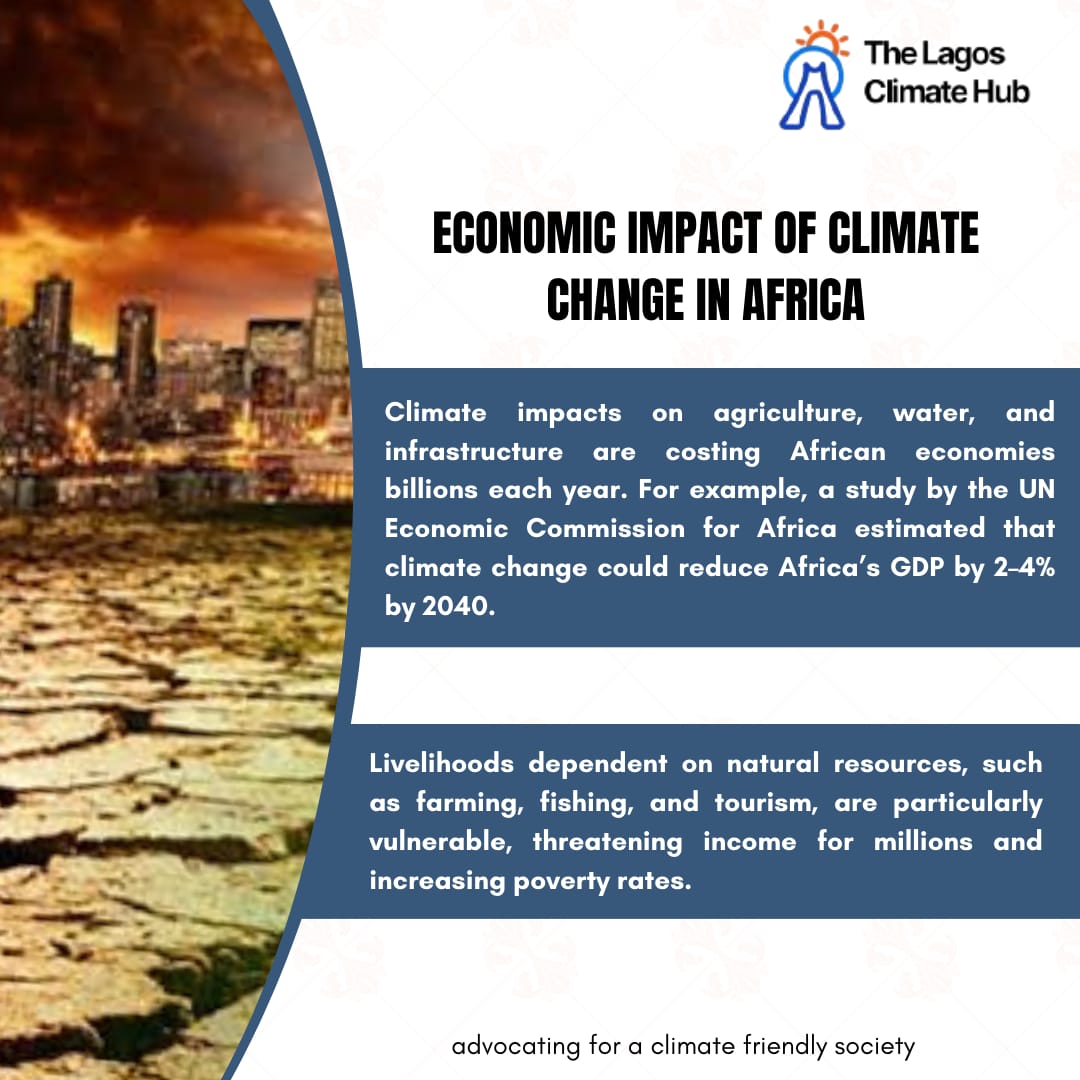 The Lagos
Climate Hub
ECONOMIC IMPACT OF CLIMATE
CHANGE IN AFRICA
Climate impacts on agriculture, water, and
infrastructure are costing African economies
billions each year. For example, a study by the UN
Economic Commission for Africa estimated that
climate change could reduce Africa's GDP by 2–4%
by 2040.
Livelihoods dependent on natural resources, such
as farming, fishing, and tourism, are particularly
vulnerable, threatening income for millions and
increasing poverty rates.
advocating for a climate friendly society